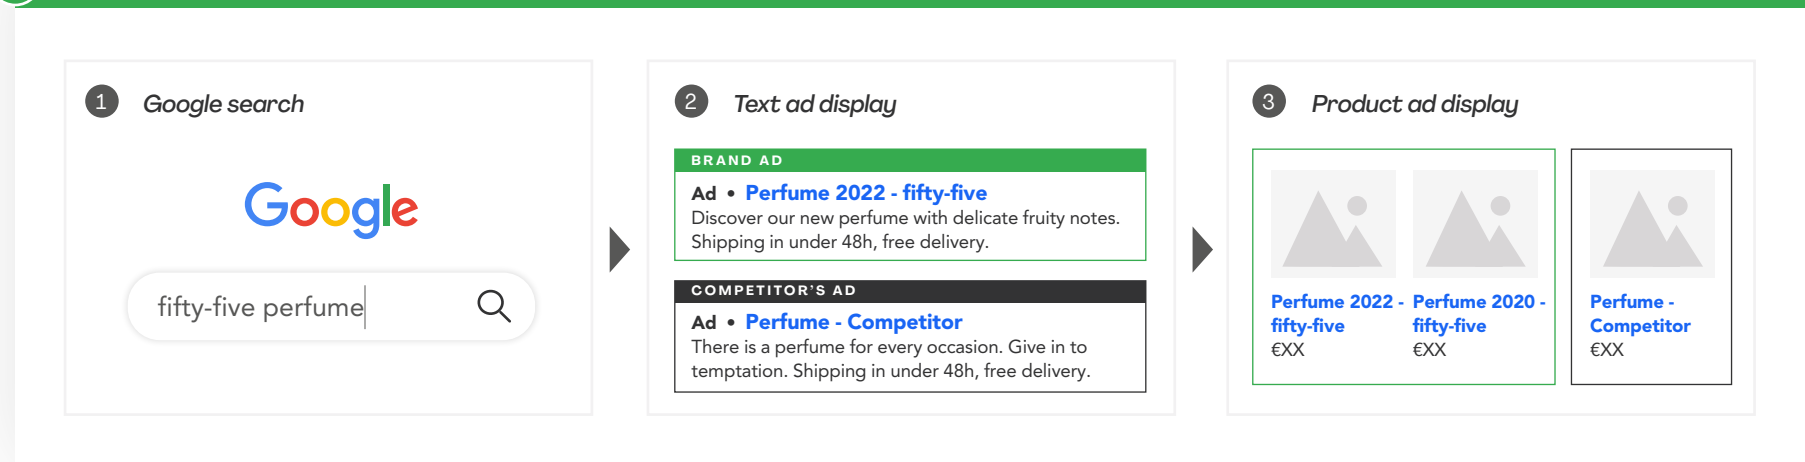 1 Google search
Google
fifty-five perfume
2 Text ad display
BRAND AD
Ad • Perfume 2022 - fifty-five
Discover our new perfume with delicate fruity notes.
Shipping in under 48h, free delivery.
COMPETITOR'S AD
Ad • Perfume - Competitor
There is a perfume for every occasion. Give in to
temptation. Shipping in under 48h, free delivery.
3 Product ad display
Perfume 2022 -
fifty-five
€XX
Perfume 2020 -
fifty-five
€XX
Perfume -
Competitor
€XX